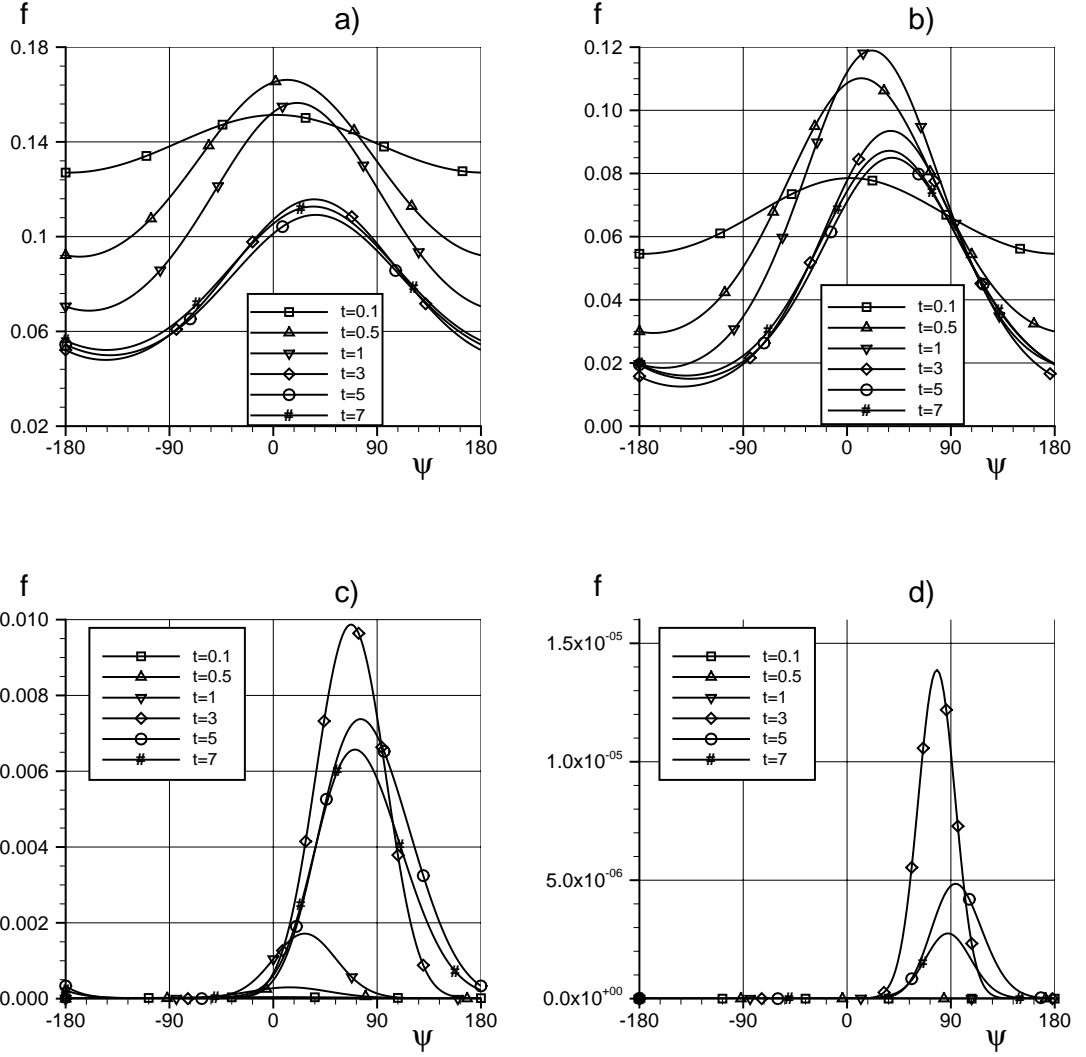 f
a)
0.18
0.14
0.1
0.06
0.02
-180
-90
0
90
180
ψ
t=0.1
t=0.5
t=1
t=3
t=5
t=7
f
b)
0.12
0.10
0.08
0.06
0.04
0.02
0.00
-180
-90
0
90
180
ψ
t=0.1
t=0.5
t=1
t=3
t=5
t=7
f
c)
0.010
0.008
0.006
0.004
0.002
0.000
-180
-90
0
90
180
ψ
t=0.1
t=0.5
t=1
t=3
t=5
t=7
f
d)
1.5x10⁻⁰⁵
1.0x10⁻⁰⁵
5.0x10⁻⁰⁶
0.0x10⁺⁰⁰
-180
-90
0
90
180
ψ
t=0.1
t=0.5
t=1
t=3
t=5
t=7